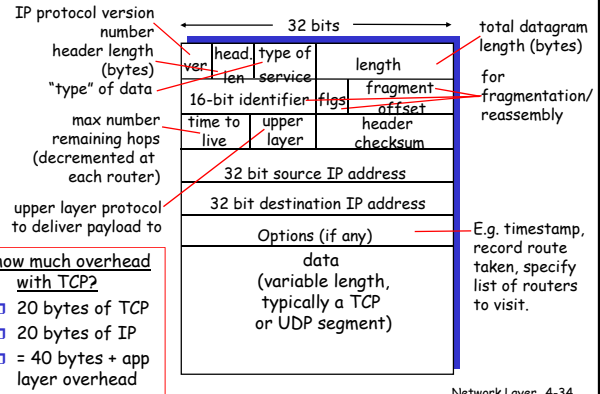 IP protocol version
number
header length
(bytes)
“type” of data
max number
remaining hops
(decremented at
each router)
upper layer protocol
to deliver payload to
how much overhead
with TCP?
20 bytes of TCP
20 bytes of IP
= 40 bytes + app
layer overhead
32 bits
ver
head.
len
type of
service
length
16-bit identifier
flgs
fragment
offset
time to
live
upper
layer
header
checksum
32 bit source IP address
32 bit destination IP address
Options (if any)
data
(variable length,
typically a TCP
or UDP segment)
total datagram
length (bytes)
for
fragmentation/
reassembly
E.g. timestamp,
record route
taken, specify
list of routers
to visit.
Network Layer 4-34